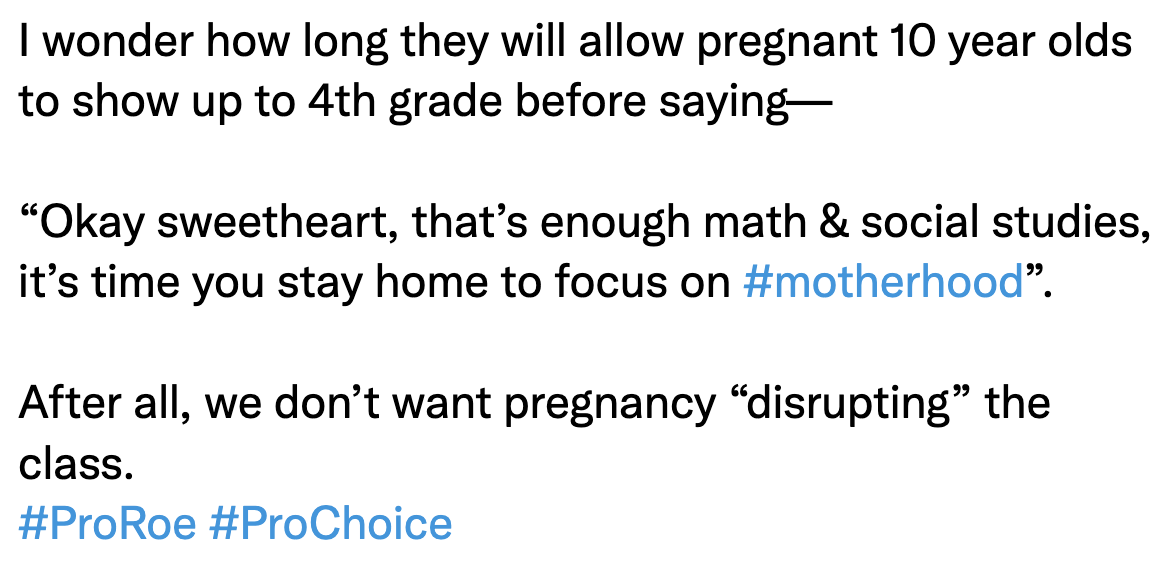 I wonder how long they will allow pregnant 10 year olds
to show up to 4th grade before saying—
“Okay sweetheart, that’s enough math & social studies,
it’s time you stay home to focus on #motherhood”.
After all, we don’t want pregnancy “disrupting” the
class.
#ProRoe #ProChoice